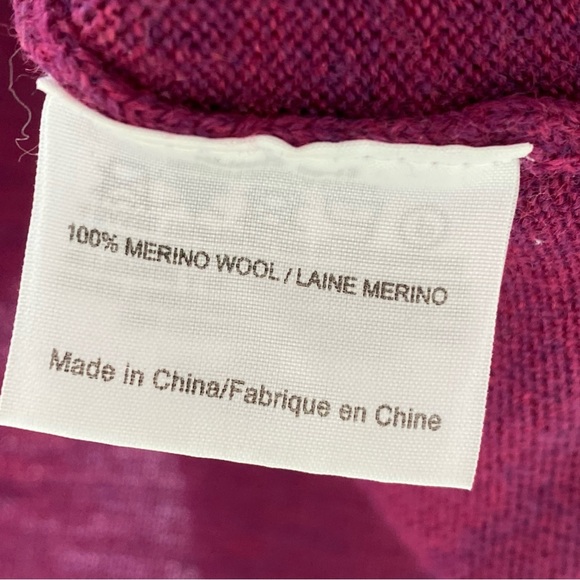 100% MERINO WOOL / LAINE MERINO
Made in China/Fabrique en Chine